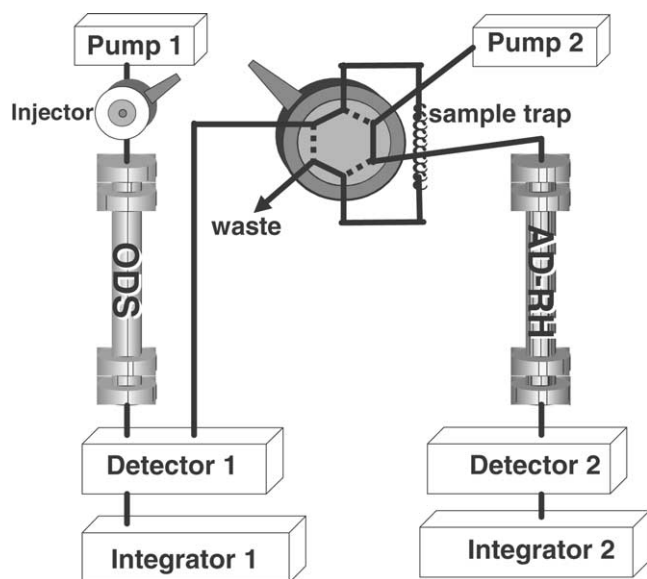 Pump 1
Pump 2
Injector
sample trap
waste
ODS
AD-RH
Detector 1
Detector 2
Integrator 1
Integrator 2